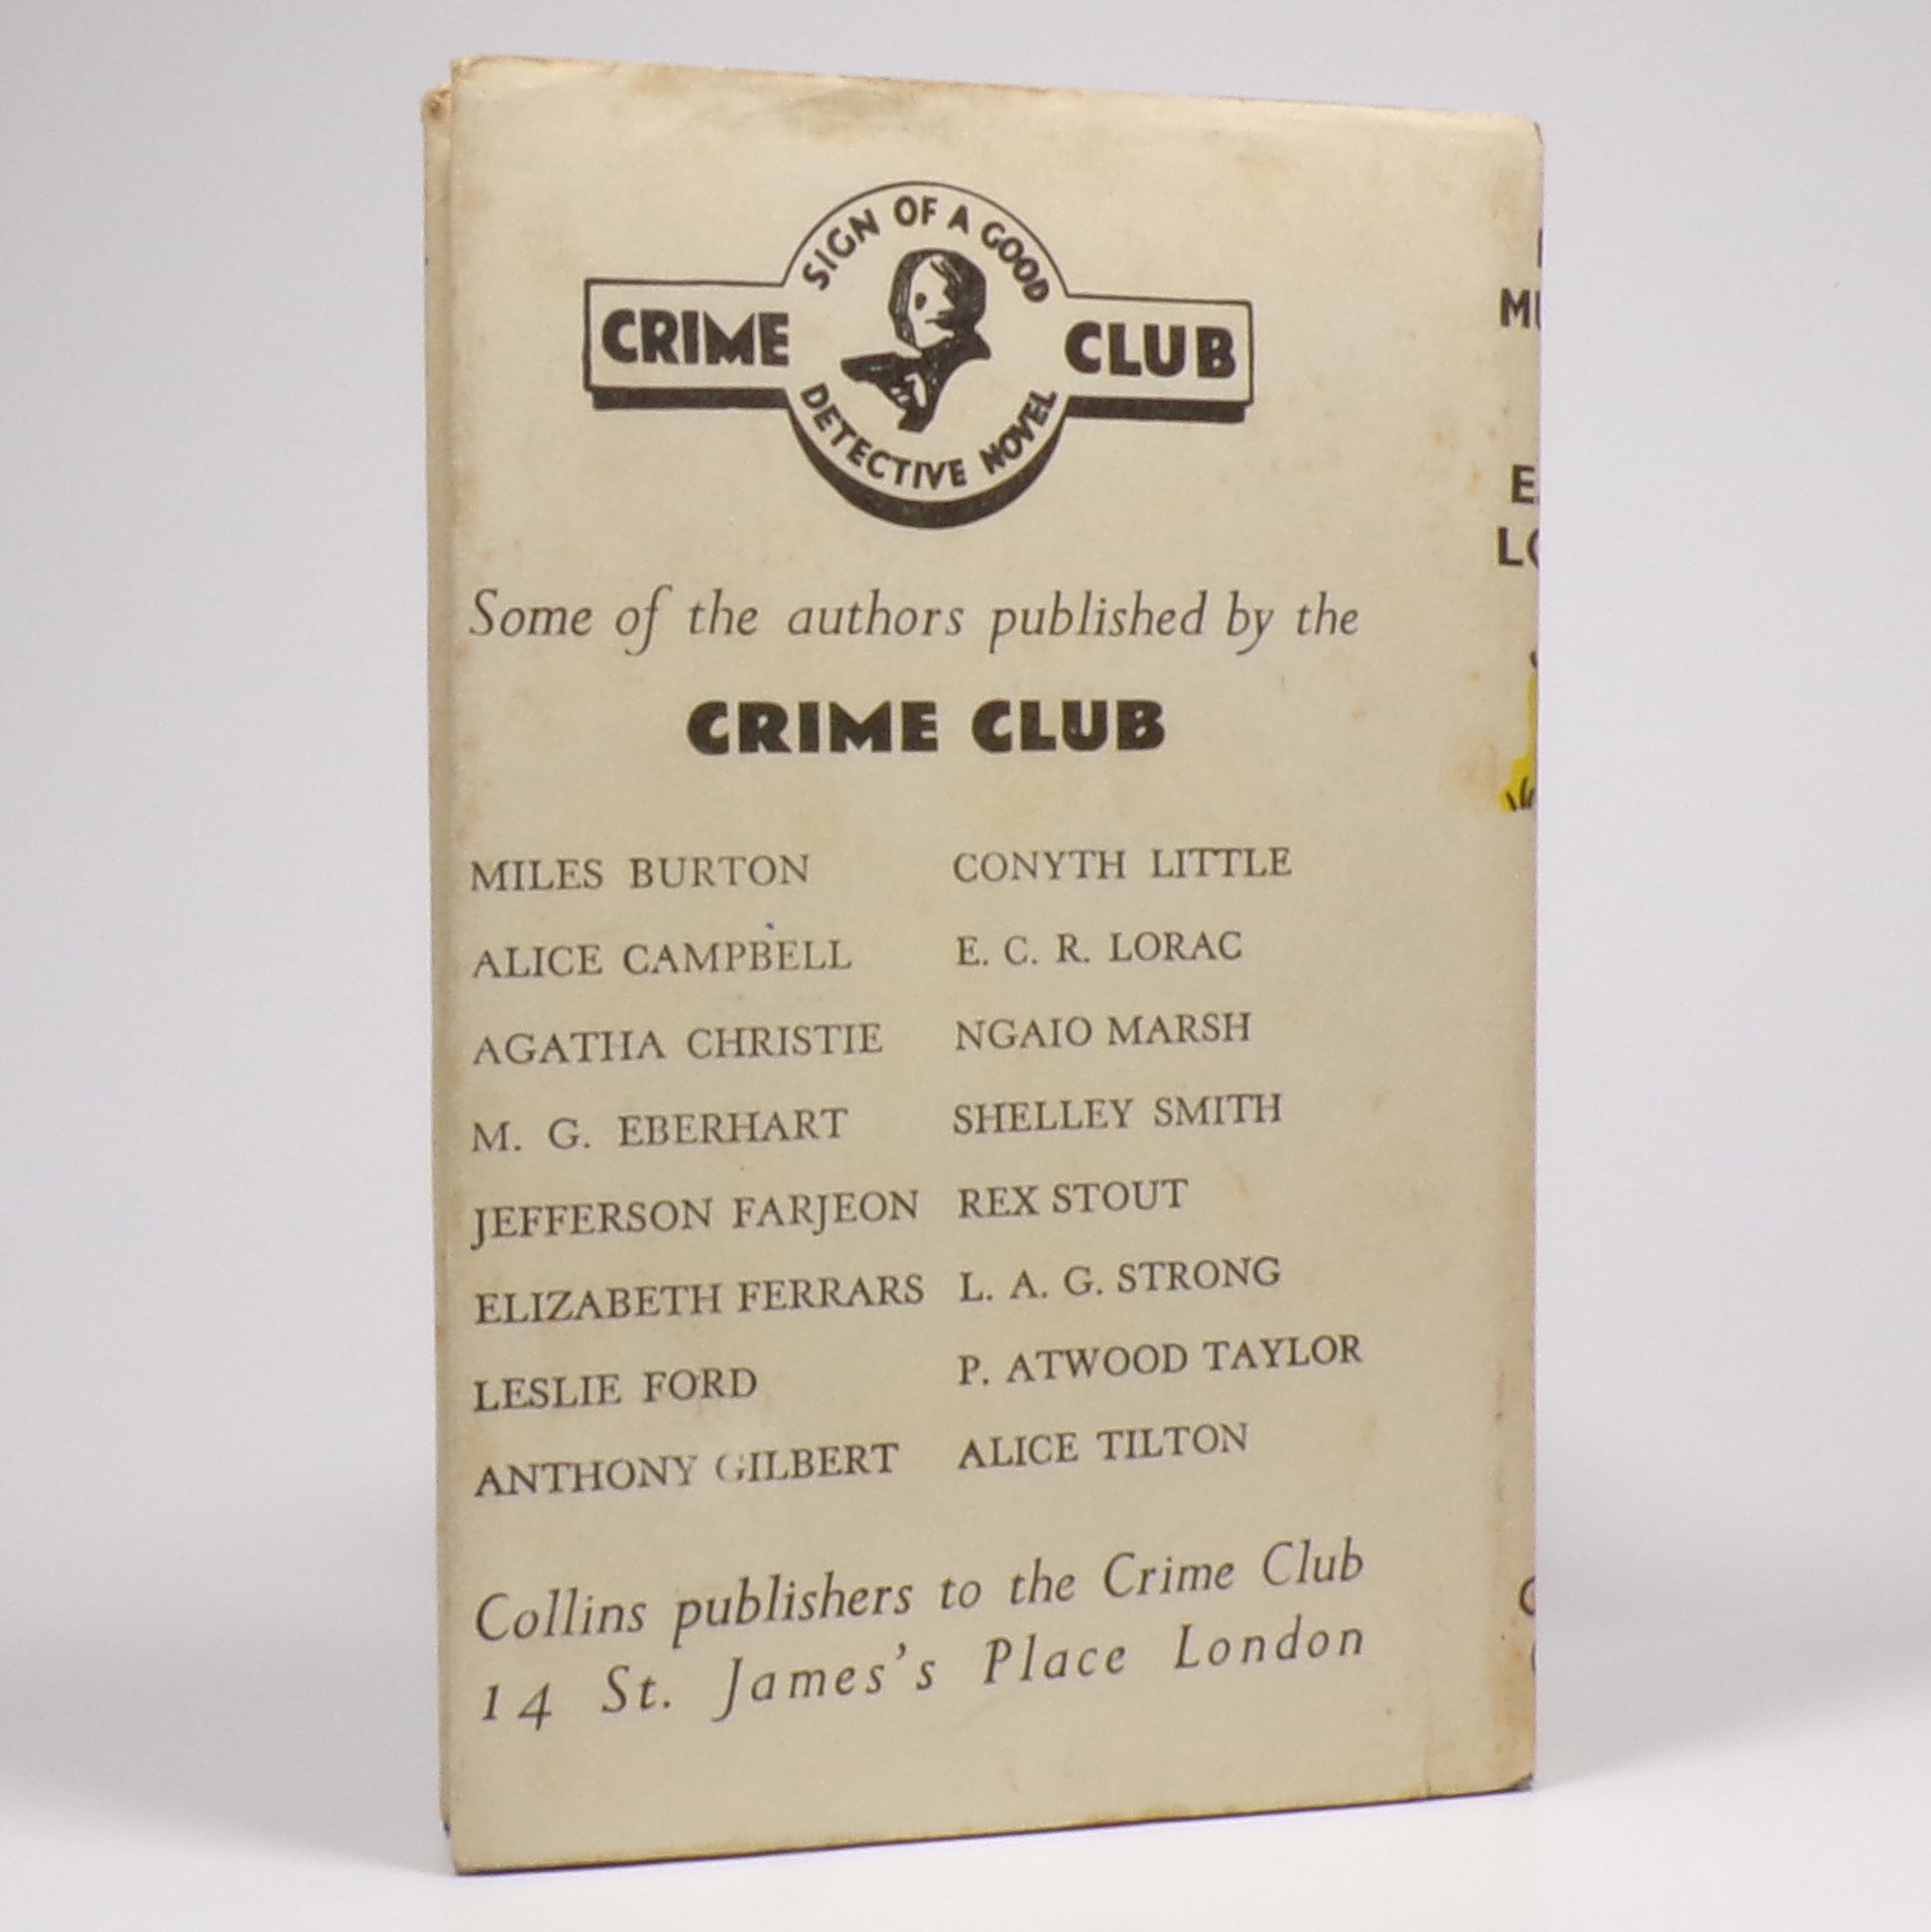 SIGN OF A GOOD
CRIME CLUB
DETECTIVE NOVEL
Some of the authors published by the
CRIME CLUB
MILES BURTON
ALICE CAMPBELL
AGATHA CHRISTIE
M. G. EBERHART
JEFFERSON FARJEON
ELIZABETH FERRARS
LESLIE FORD
ANTHONY GILBERT
CONYTH LITTLE
E. C. R. LORAC
NGAIO MARSH
SHELLEY SMITH
REX STOUT
L. A. G. STRONG
P. ATWOOD TAYLOR
ALICE TILTON
Collins publishers to the Crime Club
14 St. James's Place London